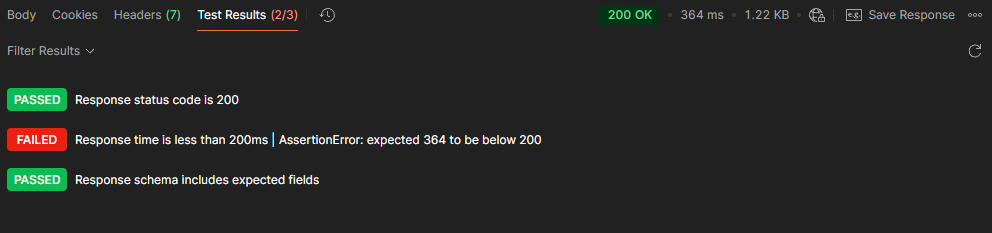 Body Cookies Headers (7) Test Results (2/3) 200 OK • 364 ms • 1.22 KB • e.g. Save Response
Filter Results
PASSED Response status code is 200
FAILED Response time is less than 200ms | AssertionError: expected 364 to be below 200
PASSED Response schema includes expected fields